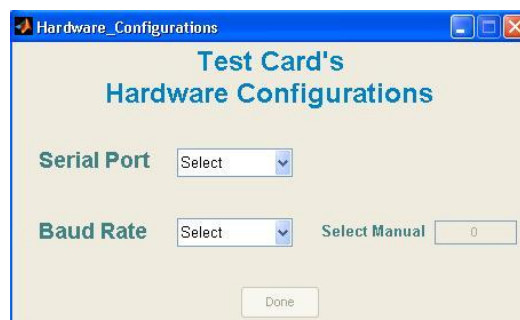 Hardware_Configurations
Test Card's
Hardware Configurations
Serial Port Select
Baud Rate Select Select Manual 0
Done